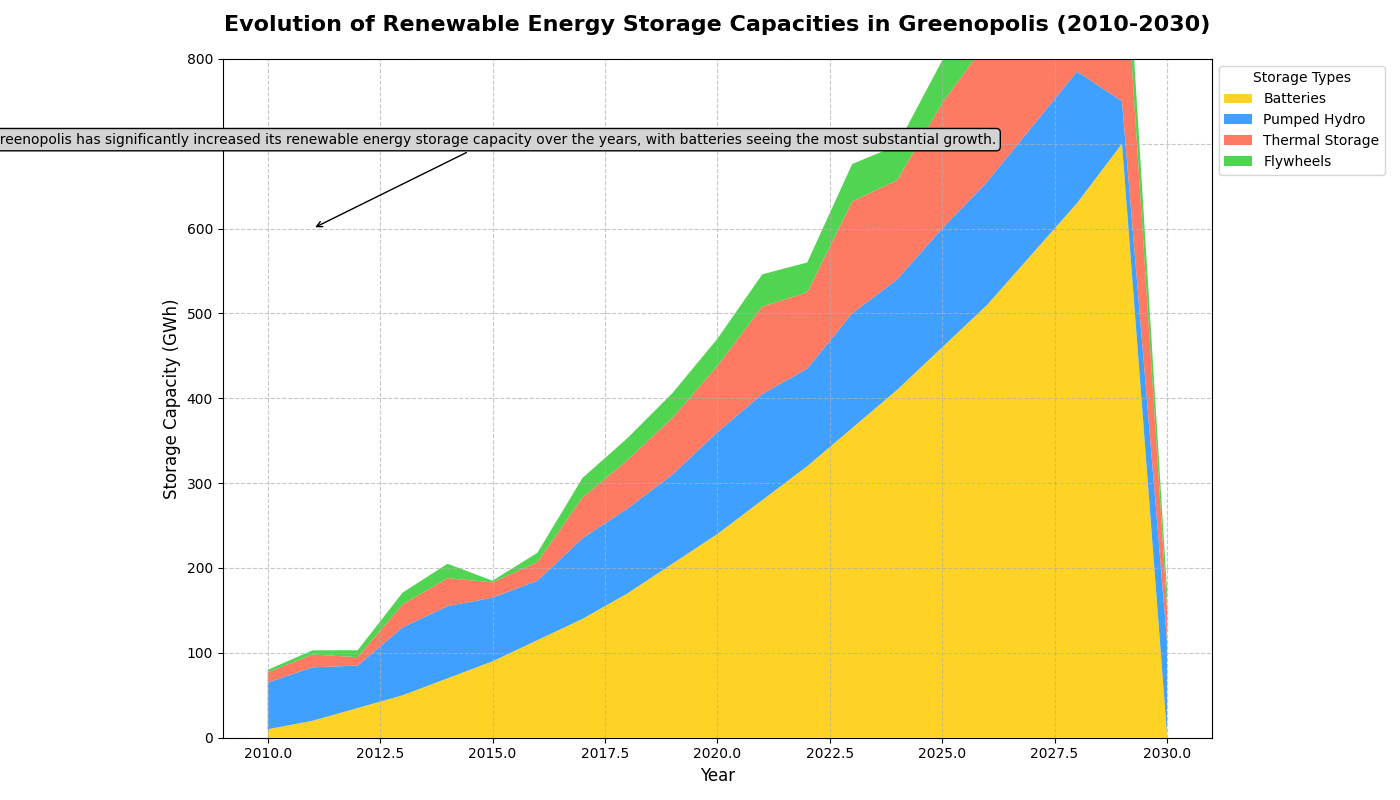 Evolution of Renewable Energy Storage Capacities in Greenopolis (2010-2030)
800
Storage Types
Batteries
Pumped Hydro
Thermal Storage
Flywheels
reenopolis has significantly increased its renewable energy storage capacity over the years, with batteries seeing the most substantial growth.
600
500
400
300
200
100
0
Storage Capacity (GWh)
2010.0 2012.5 2015.0 2017.5 2020.0 2022.5 2025.0 2027.5 2030.0
Year